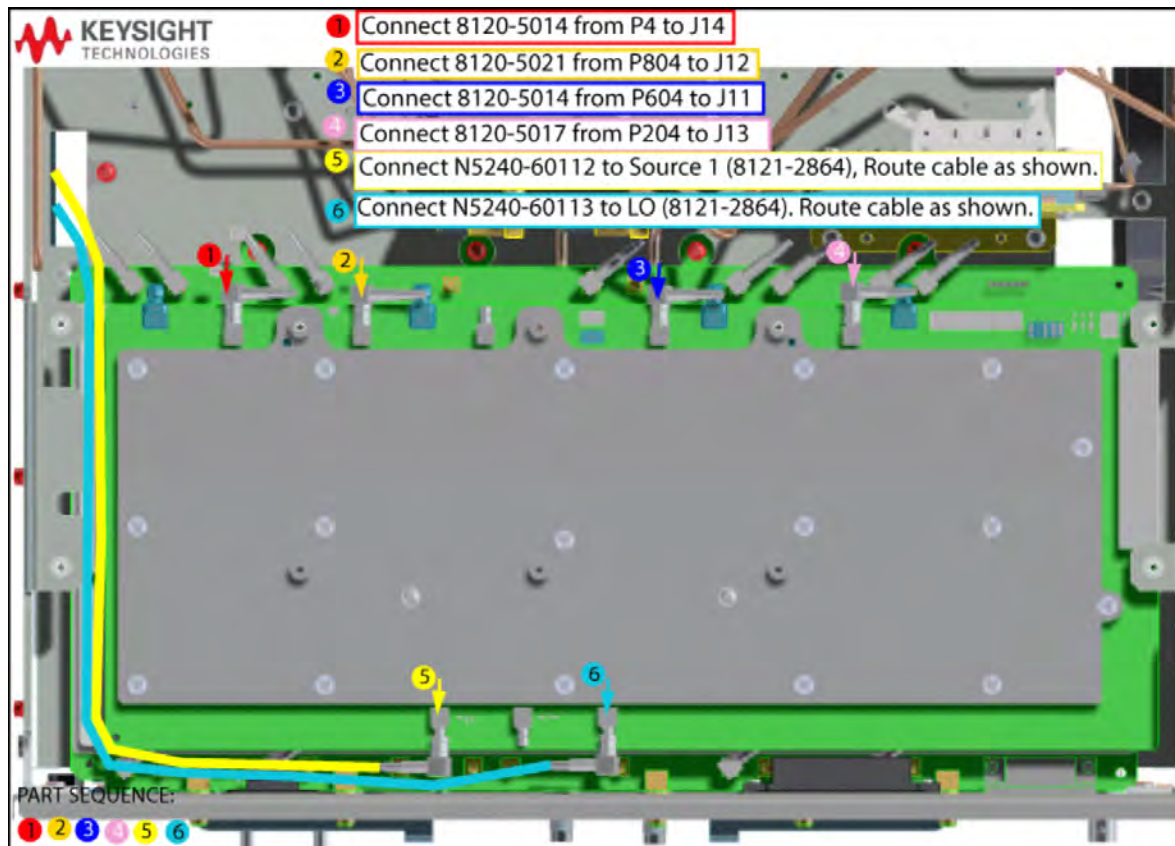 KEYSIGHT
TECHNOLOGIES
1 Connect 8120-5014 from P4 to J14
2 Connect 8120-5021 from P804 to J12
3 Connect 8120-5014 from P604 to J11
4 Connect 8120-5017 from P204 to J13
5 Connect N5240-60112 to Source 1 (8121-2864), Route cable as shown.
6 Connect N5240-60113 to LO (8121-2864). Route cable as shown.
1 2 3 4
5 6
PART SEQUENCE:
1 2 3 4 5 6